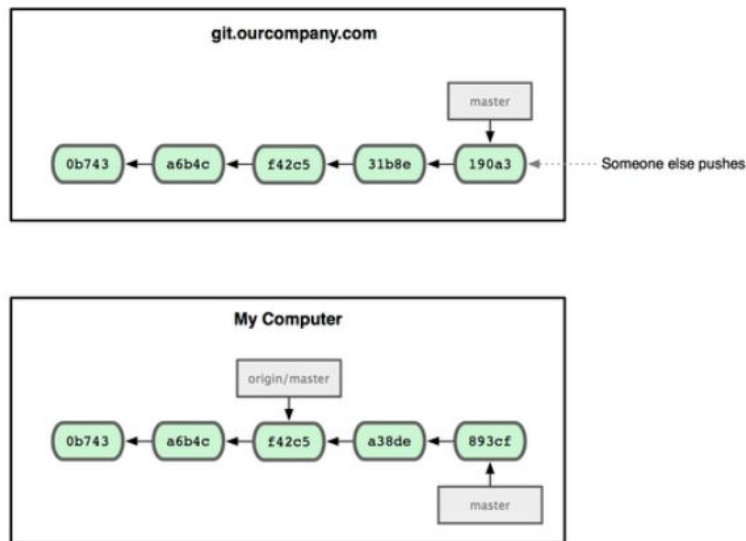 git.ourcompany.com
master
0b743 a6b4c f42c5 31b8e 190a3 Someone else pushes
My Computer
origin/master
0b743 a6b4c f42c5 a38de 893cf
master